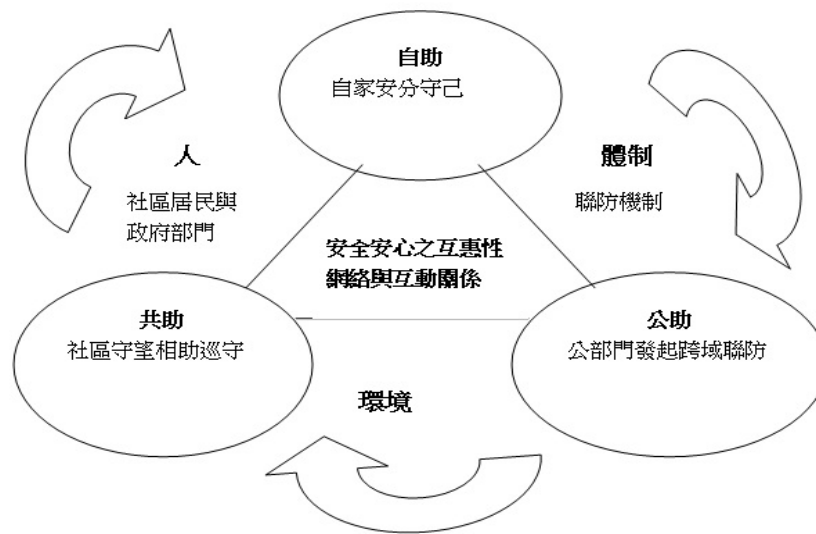 自助
自家安分守己
人
社區居民與
政府部門
體制
聯防機制
安全安心之互惠性
網絡與互動關係
共助
社區守望相助巡守
公助
公部門發起跨域聯防
環境